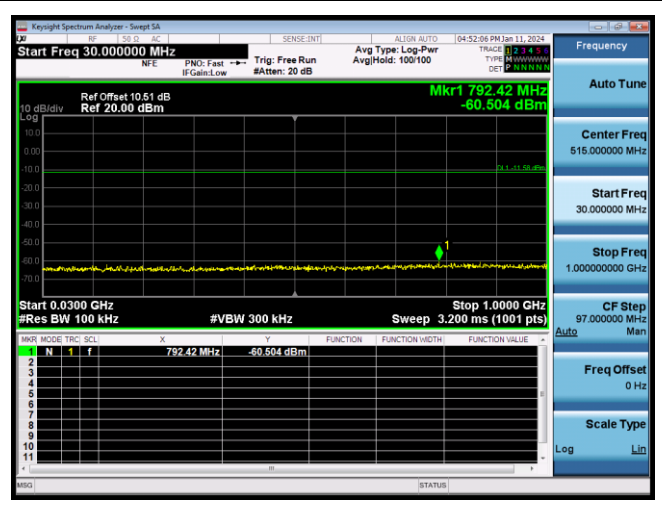 Keysight Spectrum Analyzer - Swept SA
RF 50 Ω AC SENSE:INT ALIGN AUTO 04:52:06 PM Jan 11, 2024
Start Freq 30.000000 MHz
NFE PNO: Fast Trig: Free Run Avg Type: Log-Pwr TRACE 1 2 3 4 5 6
IFGain:Low #Atten: 20 dB Avg|Hold: 100/100 TYPE MWWWWW
DET P NNNNN
Frequency
Auto Tune
Mkr1 792.42 MHz
-60.504 dBm
Ref Offset 10.51 dB
10 dB/div Ref 20.00 dBm
Log
10.0
0.00
-10.0
DL1 -11.58 dBm
-20.0
-30.0
-40.0
-50.0
-60.0
-70.0
1
Center Freq
515.000000 MHz
Start Freq
30.000000 MHz
Stop Freq
1.000000000 GHz
Start 0.0300 GHz Stop 1.0000 GHz
#Res BW 100 kHz #VBW 300 kHz Sweep 3.200 ms (1001 pts)
CF Step
97.000000 MHz
Auto Man
MKR MODE TRC SCL X Y FUNCTION FUNCTION WIDTH FUNCTION VALUE
1 N 1 f 792.42 MHz -60.504 dBm
2
3
4
5
6
7
8
9
10
11
Freq Offset
0 Hz
Scale Type
Log Lin
MSG STATUS